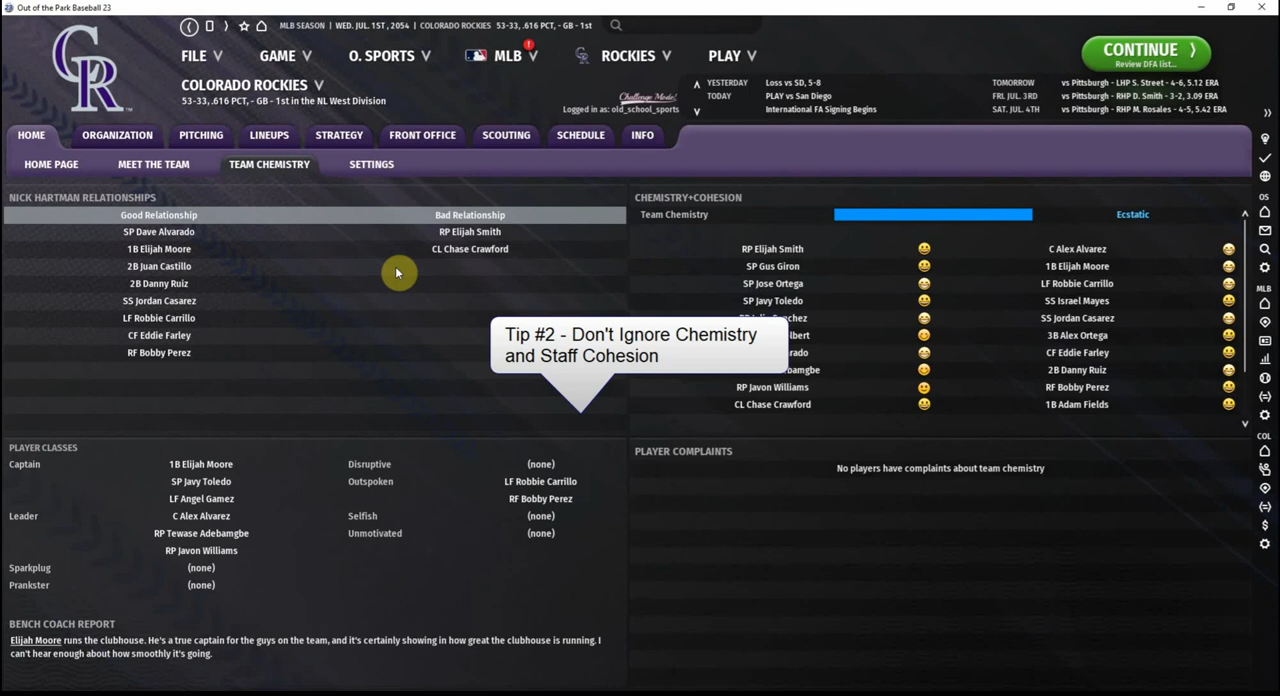 Out of the Park Baseball 23
MLB SEASON | WED. JUL. 1ST, 2054 | COLORADO ROCKIES 53-33, .616 PCT, - GB - 1st
FILE GAME O. SPORTS MLB ROCKIES PLAY
CONTINUE
Review DFA list...
COLORADO ROCKIES
53-33, .616 PCT, - GB - 1st in the NL West Division
Challenge Mode!
Logged in as: old_school_sports
YESTERDAY Loss vs SD, 5-8
TODAY PLAY vs San Diego
International FA Signing Begins
TOMORROW vs Pittsburgh - LHP S. Street - 4-6, 5.12 ERA
FRI, JUL. 3RD vs Pittsburgh - RHP D. Smith - 3-2, 3.09 ERA
SAT. JUL. 4TH vs Pittsburgh - RHP M. Rosales - 4-5, 5.42 ERA
HOME ORGANIZATION PITCHING LINEUPS STRATEGY FRONT OFFICE SCOUTING SCHEDULE INFO
HOME PAGE MEET THE TEAM TEAM CHEMISTRY SETTINGS
NICK HARTMAN RELATIONSHIPS
Good Relationship Bad Relationship
SP Dave Alvarado RP Elijah Smith
1B Elijah Moore CL Chase Crawford
2B Juan Castillo
2B Danny Ruiz
SS Jordan Casarez
LF Robbie Carrillo
CF Eddie Farley
RF Bobby Perez
CHEMISTRY+COHESION
Team Chemistry Ecstatic
RP Elijah Smith C Alex Alvarez
SP Gus Giron 1B Elijah Moore
SP Jose Ortega LF Robbie Carrillo
SP Javy Toledo SS Israel Mayes
SS Jordan Casarez
3B Alex Ortega
CF Eddie Farley
2B Danny Ruiz
RP Javon Williams RF Bobby Perez
CL Chase Crawford 1B Adam Fields
Tip #2 - Don't Ignore Chemistry
and Staff Cohesion
PLAYER CLASSES
Captain 1B Elijah Moore Disruptive (none)
SP Javy Toledo Outspoken LF Robbie Carrillo
LF Angel Gamez RF Bobby Perez
Leader C Alex Alvarez Selfish (none)
RP Tewase Adebamgbe Unmotivated (none)
RP Javon Williams
Sparkplug (none)
Prankster (none)
PLAYER COMPLAINTS
No players have complaints about team chemistry
BENCH COACH REPORT
Elijah Moore runs the clubhouse. He's a true captain for the guys on the team, and it's certainly showing in how great the clubhouse is running. I
can't hear enough about how smoothly it's going.
OS
MLB
COL